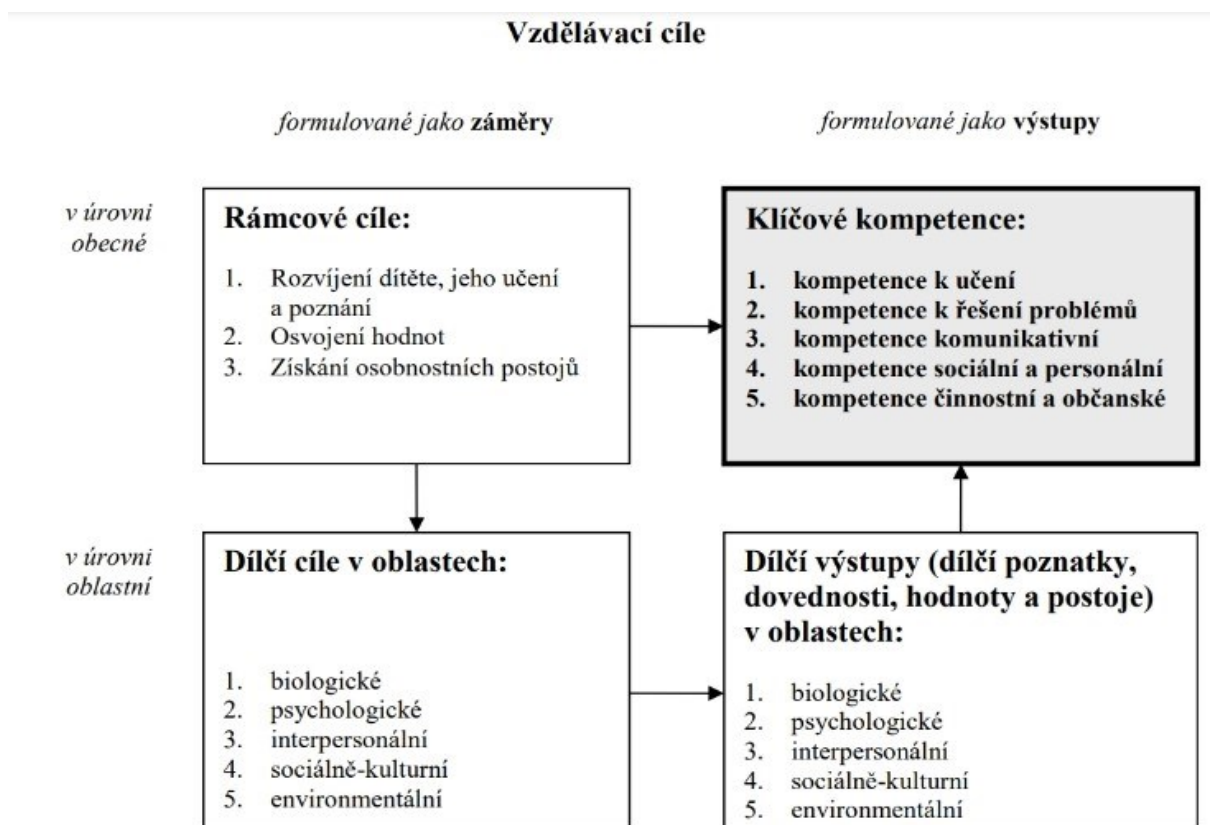 Vzdělávací cíle
formulované jako záměry
formulované jako výstupy
v úrovni
obecné
Rámcové cíle:
1. Rozvíjení dítěte, jeho učení
a poznání
2. Osvojení hodnot
3. Získání osobnostních postojů
Klíčové kompetence:
1. kompetence k učení
2. kompetence k řešení problémů
3. kompetence komunikativní
4. kompetence sociální a personální
5. kompetence činnostní a občanské
v úrovni
oblastní
Dílčí cíle v oblastech:
1. biologické
2. psychologické
3. interpersonální
4. sociálně-kulturní
5. environmentální
Dílčí výstupy (dílčí poznatky,
dovednosti, hodnoty a postoje)
v oblastech:
1. biologické
2. psychologické
3. interpersonální
4. sociálně-kulturní
5. environmentální